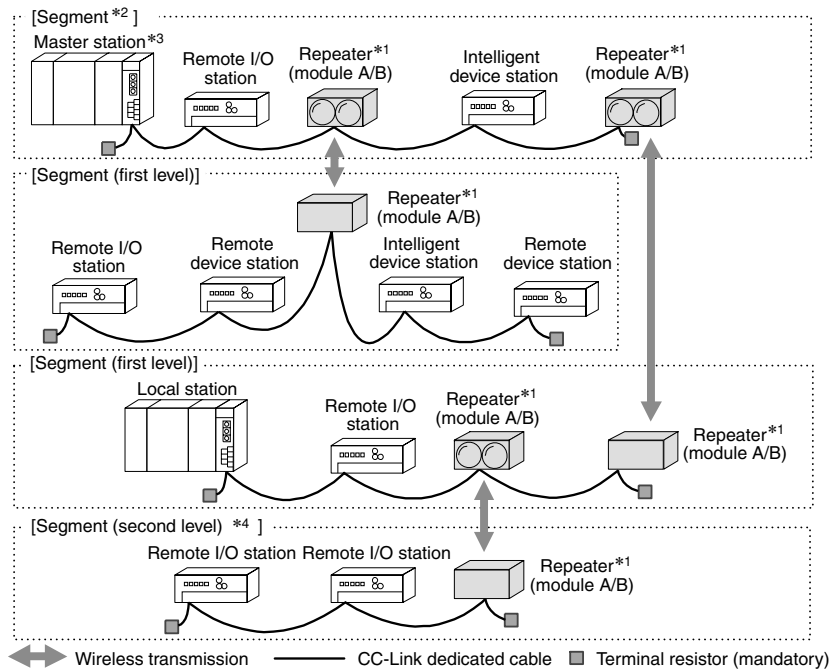 [Segment*2 ]
Master station*3
Remote I/O
station
Repeater*1
(module A/B)
Intelligent
device station
Repeater*1
(module A/B)
[Segment (first level)]
Repeater*1
(module A/B)
Remote I/O
station
Remote
device station
Intelligent
device station
Remote
device station
[Segment (first level)]
Local station
Remote I/O
station
Repeater*1
(module A/B)
Repeater*1
(module A/B)
[Segment (second level) *4 ]
Remote I/O station
Remote I/O station
Repeater*1
(module A/B)
Wireless transmission
CC-Link dedicated cable
Terminal resistor (mandatory)